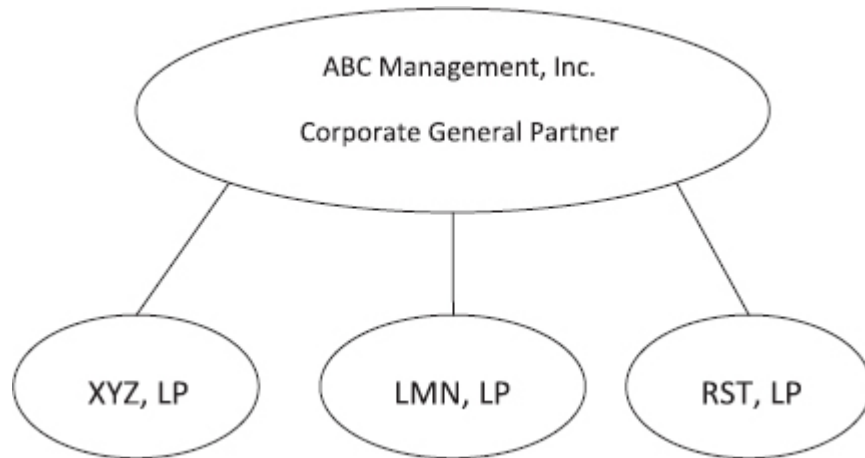 ABC Management, Inc.
Corporate General Partner
XYZ, LP
LMN, LP
RST, LP